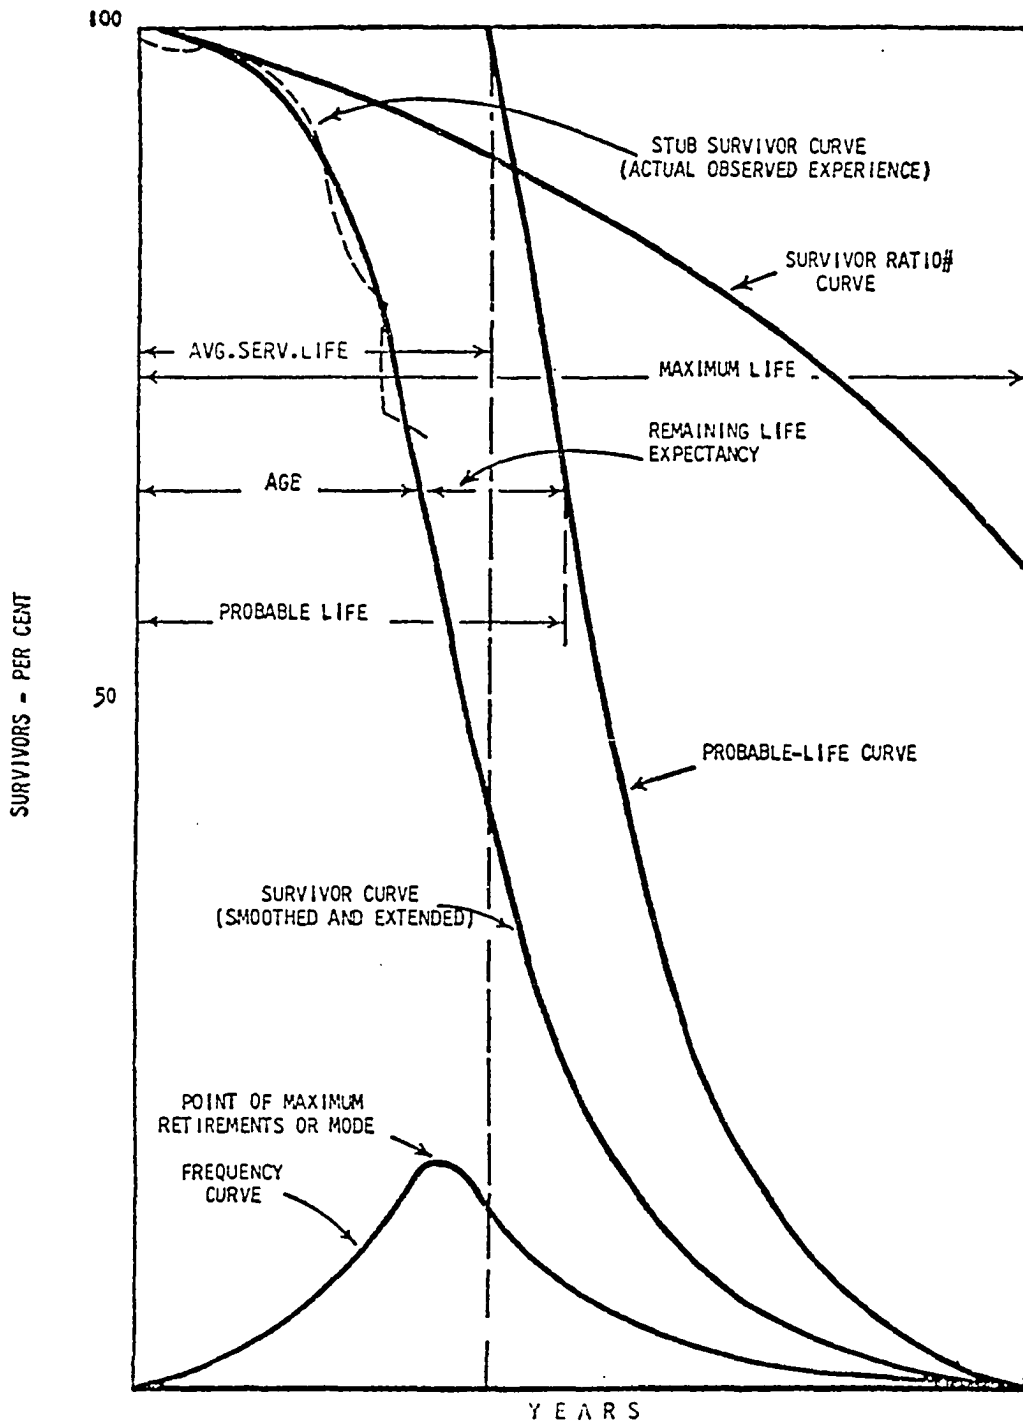 100
STUB SURVIVOR CURVE
(ACTUAL OBSERVED EXPERIENCE)
SURVIVOR RATIO#
CURVE
AVG.SERV.LIFE
MAXIMUM LIFE
REMAINING LIFE
EXPECTANCY
AGE
PROBABLE LIFE
SURVIVORS - PER CENT
50
PROBABLE-LIFE CURVE
SURVIVOR CURVE
(SMOOTHED AND EXTENDED)
POINT OF MAXIMUM
RETIREMENTS OR MODE
FREQUENCY
CURVE
YEARS